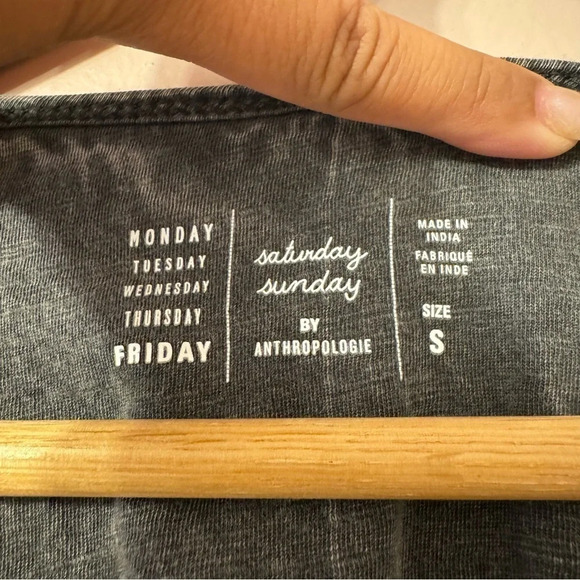 MONDAY
TUESDAY
WEDNESDAY
THURSDAY
FRIDAY
saturday
sunday
BY
ANTHROPOLOGIE
MADE IN
INDIA
FABRIQUÉ
EN INDE
SIZE
S